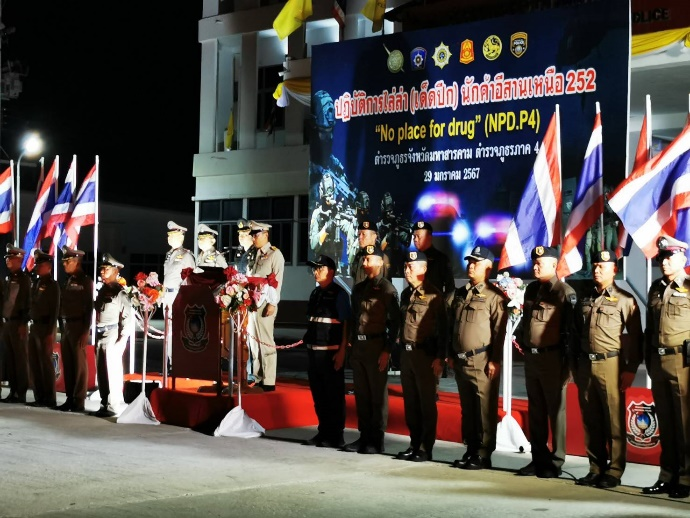 POLICE
ปฏิบัติการไล่ล่า (เด็ดปีก) นักค้าอีสานเหนือ 252
"No place for drug" (NPD.P4)
ตำรวจภูธรจังหวัดมหาสารคาม ตำรวจภูธรภาค 4
29 มกราคม 2567